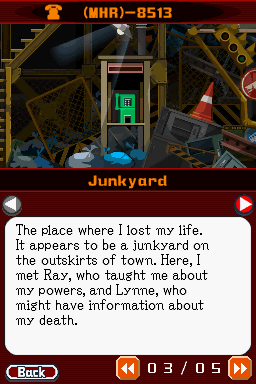 (MHR)-8513
Junkyard
The place where I lost my life.
It appears to be a junkyard on
the outskirts of town. Here, I
met Ray, who taught me about
my powers, and Lynne, who
might have information about
my death.
Back
03/05